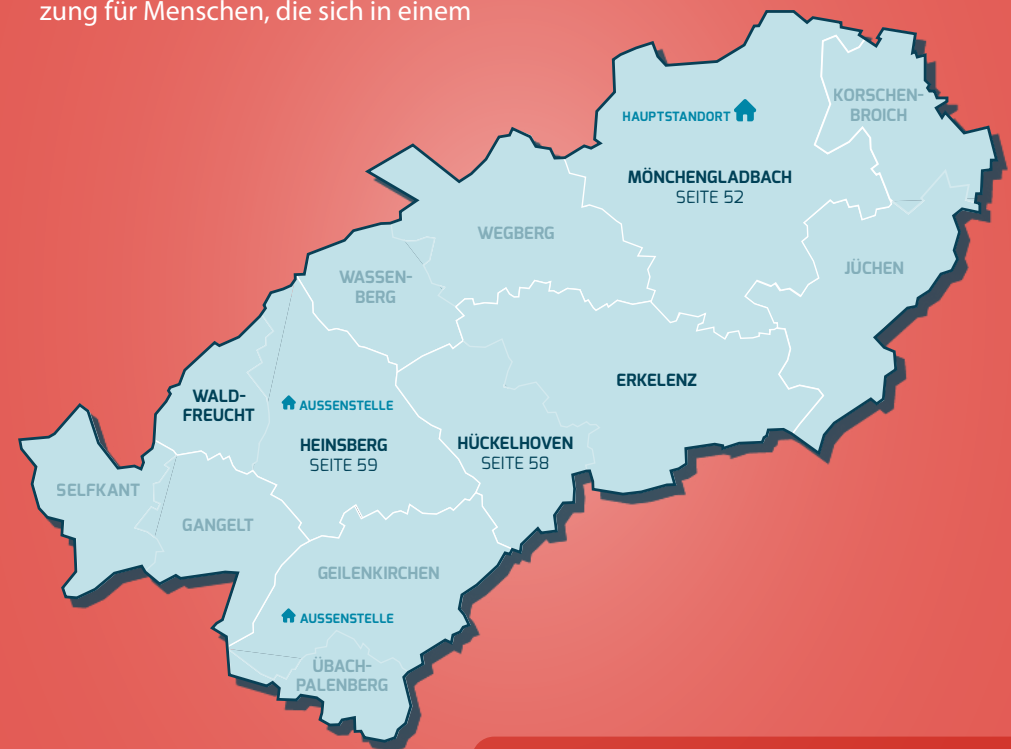 zung für Menschen, die sich in einem
KORSCHEN-
BROICH
HAUPTSTANDORT
MÖNCHENGLADBACH
SEITE 52
WEGBERG
JÜCHEN
WASSEN-
BERG
ERKELENZ
WALD-
FREUCHT
AUSSENSTELLE
HEINSBERG
SEITE 59
HÜCKELHOVEN
SEITE 58
SELFKANT
GANGELT
GEILENKIRCHEN
AUSSENSTELLE
ÜBACH-
PALENBERG